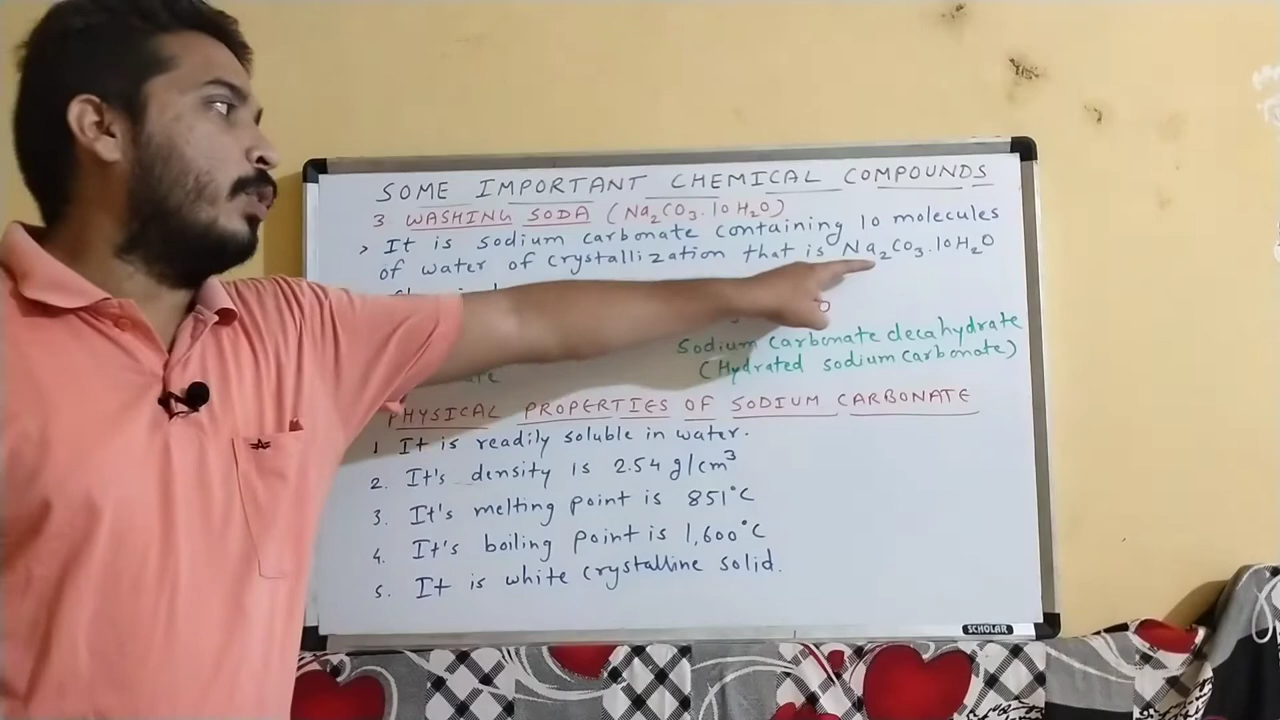 SOME IMPORTANT CHEMICAL COMPOUNDS
3 WASHING SODA (Na₂CO₃.10H₂O)
> It is sodium carbonate containing 10 molecules
of water of crystallization that is Na₂CO₃.10H₂O
Sodium carbonate decahydrate
(Hydrated sodium carbonate)
PHYSICAL PROPERTIES OF SODIUM CARBONATE
1 It is readily soluble in water.
2. It's density is 2.54 g/cm³
3. It's melting point is 851°C
4. It's boiling point is 1,600°C
5. It is white crystalline solid.
SCHOLAR